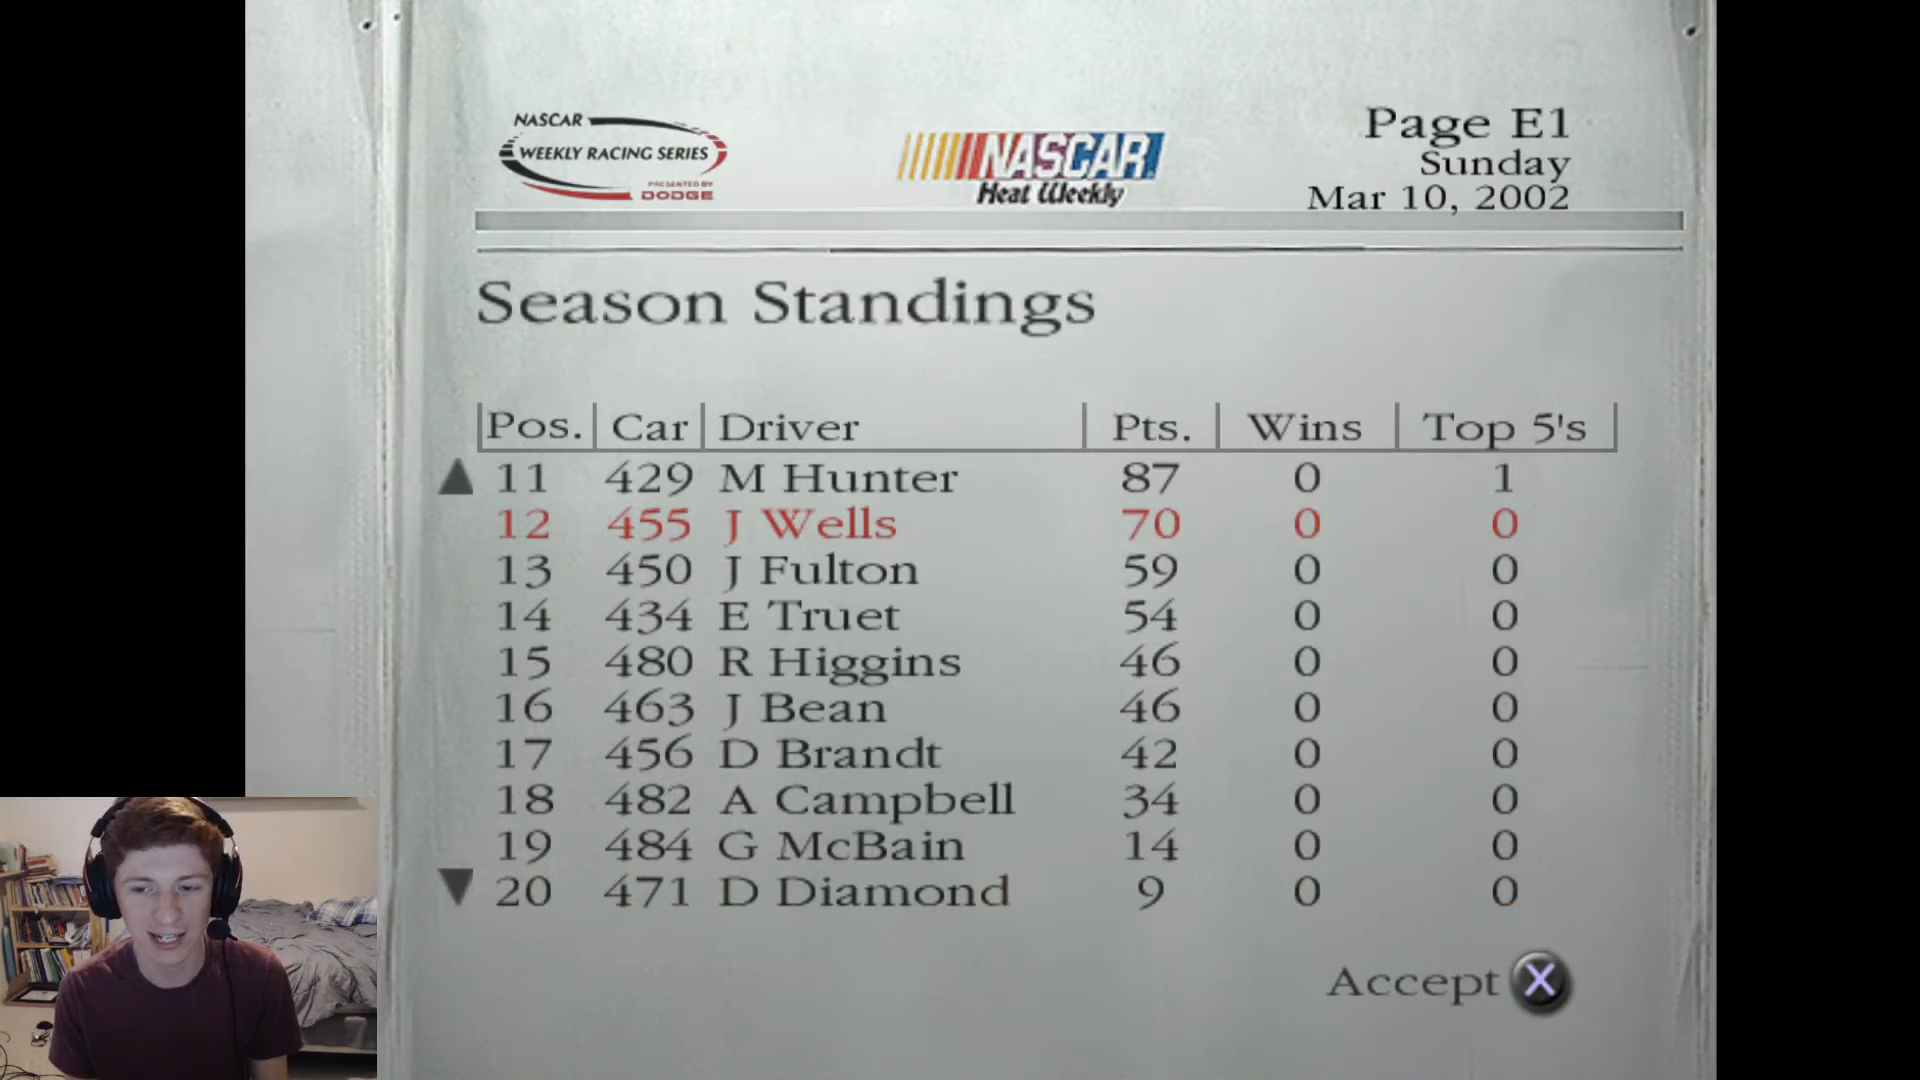 NASCAR
WEEKLY RACING SERIES
PRESENTED BY
DODGE
NASCAR
Heat Weekly
Page E1
Sunday
Mar 10, 2002
Season Standings
Pos. Car Driver Pts. Wins Top 5's
11 429 M Hunter 87 0 1
12 455 J Wells 70 0 0
13 450 J Fulton 59 0 0
14 434 E Truet 54 0 0
15 480 R Higgins 46 0 0
16 463 J Bean 46 0 0
17 456 D Brandt 42 0 0
18 482 A Campbell 34 0 0
19 484 G McBain 14 0 0
20 471 D Diamond 9 0 0
Accept X